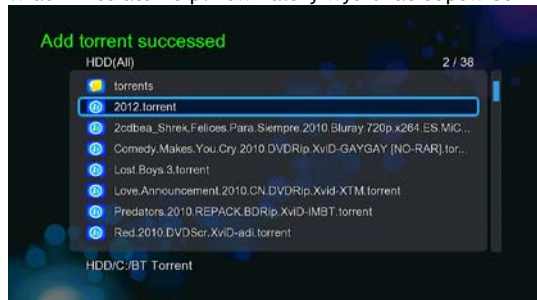 Add torrent successed
HDD(All) 2 / 38
torrents
2012.torrent
2cdbea_Shrek.Felices.Para.Siempre.2010.Bluray.720p.x264.ES.MiC...
Comedy.Makes.You.Cry.2010.DVDRip.XviD-GAYGAY [NO-RAR].tor...
Lost.Boys.3.torrent
Love.Announcement.2010.CN.DVDRip.Xvid-XTM.torrent
Predators.2010.REPACK.BDRip.XviD-IMBT.torrent
Red.2010.DVDScr.XviD-adi.torrent
HDD/C:/BT Torrent